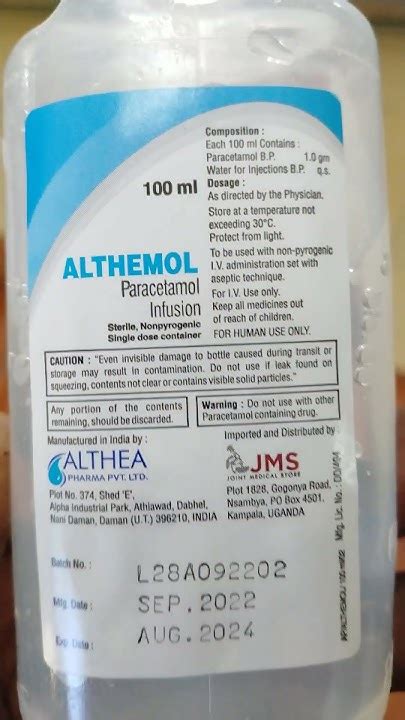 Composition :
Each 100 ml Contains :
Paracetamol B.P. 1.0 gm
Water for Injections B.P. q.s.
100 ml
Dosage :
As directed by the Physician.
Store at a temperature not
exceeding 30°C.
Protect from light.
To be used with non-pyrogenic
I.V. administration set with
aseptic technique.
For I.V. Use only.
Keep all medicines out
of reach of children.
FOR HUMAN USE ONLY.
ALTHEMOL
Paracetamol
Infusion
Sterile, Nonpyrogenic
Single dose container
CAUTION : "Even invisible damage to bottle caused during transit or
storage may result in contamination. Do not use if leak found on
squeezing, contents not clear or contains visible solid particles."
Any portion of the contents
remaining, should be discarded.
Warning : Do not use with other
Paracetamol containing drug.
Manufactured in India by :
ALTHEA
PHARMA PVT. LTD.
Plot No. 374, Shed 'E',
Alpha Industrial Park, Athiawad, Dabhel,
Nani Daman, Daman (U.T.) 396210, INDIA
Imported and Distributed by :
JMS
JOINT MEDICAL STORE
Plot 1828, Gogonya Road,
Nsambya, PO Box 4501.
Kampala, UGANDA
Mfg. Lic. No.: DD/464
Batch No. : L28A092202
Mfg. Date : SEP. 2022
Exp. Date : AUG. 2024